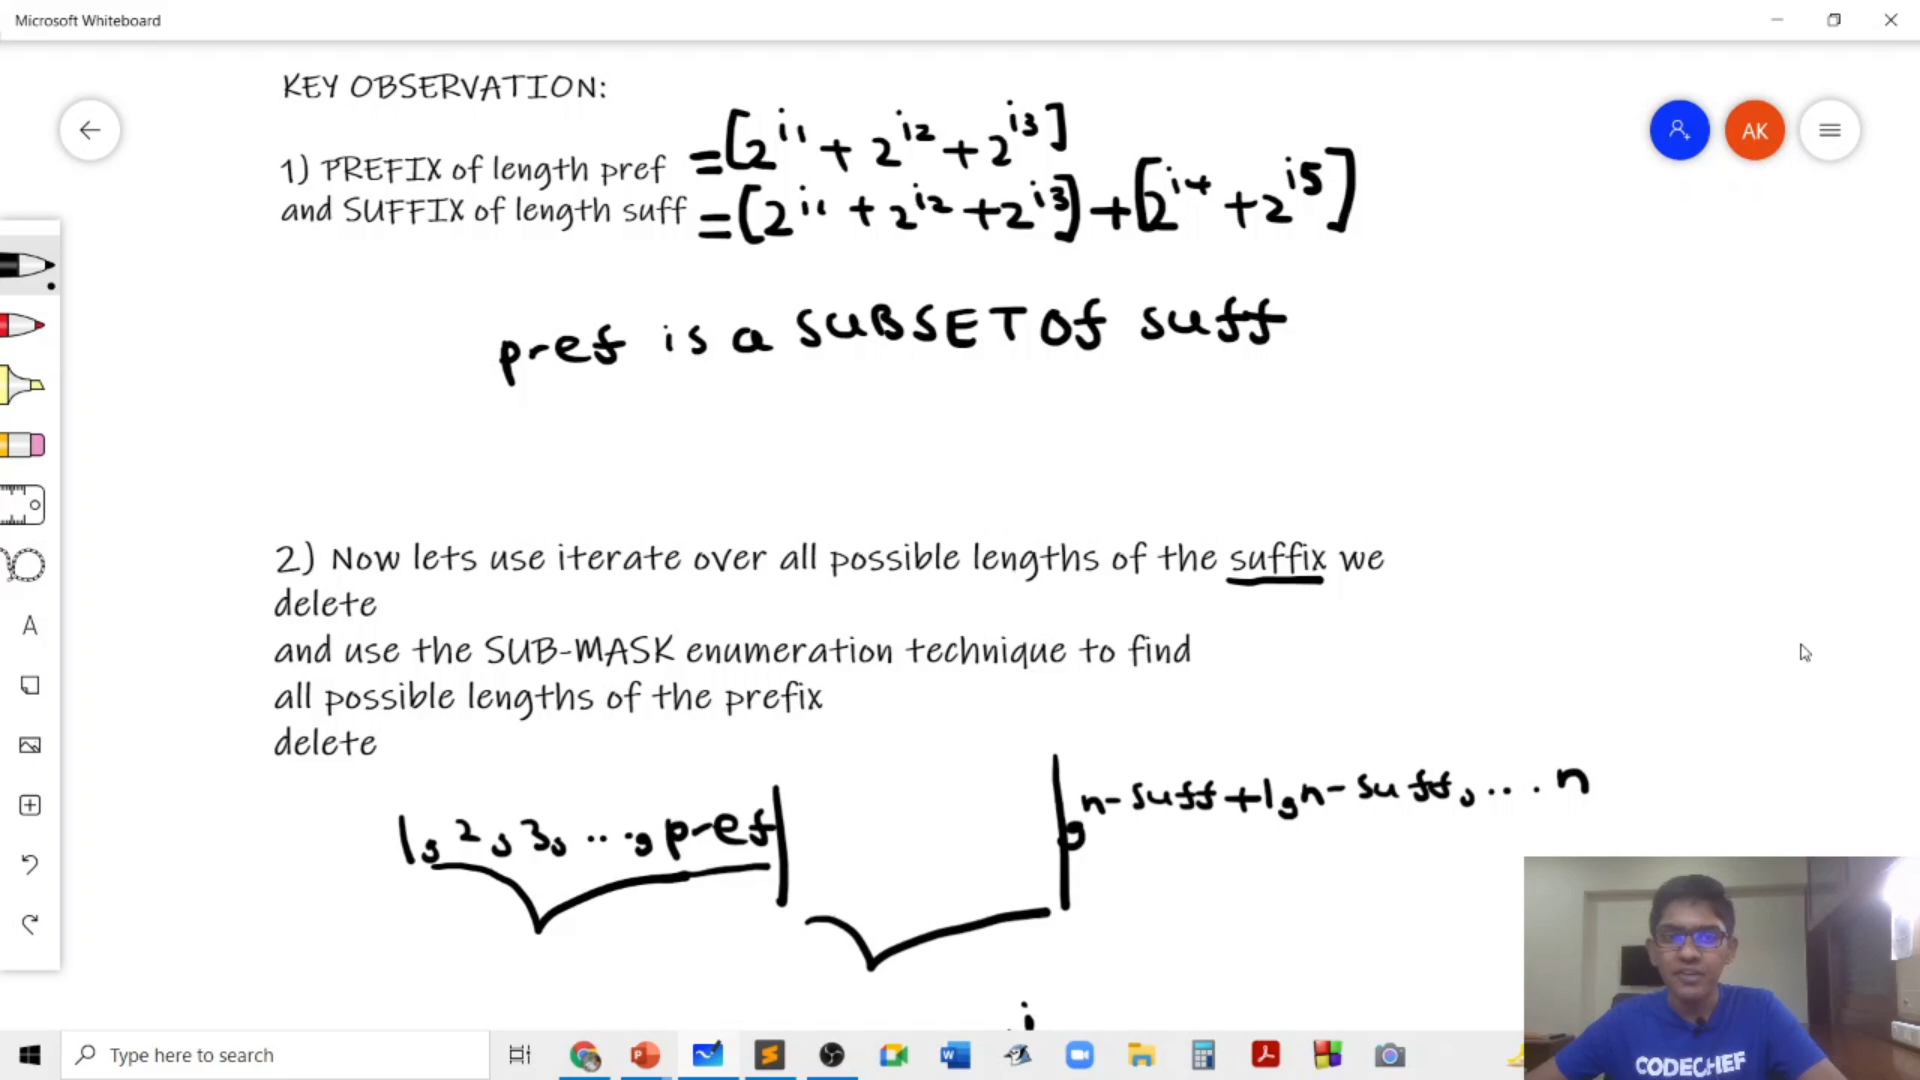 Microsoft Whiteboard
KEY OBSERVATION:
1) PREFIX of length pref = [2^i1 + 2^i2 + 2^i3]
and SUFFIX of length suff = [2^i1 + 2^i2 + 2^i3] + [2^i4 + 2^i5]
AK
pref is a SUBSET Of suff
2) Now lets use iterate over all possible lengths of the suffix we
delete
and use the SUB-MASK enumeration technique to find
all possible lengths of the prefix
delete
1, 2, 3, ..., pref | | , n-suff+1, n-suff, ... n
i
Type here to search
CODECHEF